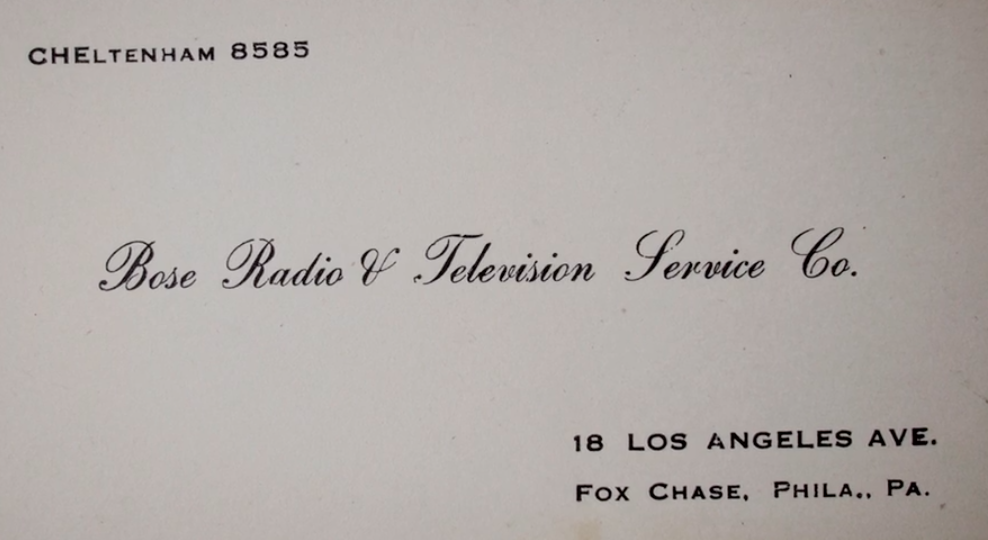 CHELTENHAM 8585
Bose Radio & Television Service Co.
18 LOS ANGELES AVE.
FOX CHASE, PHILA., PA.